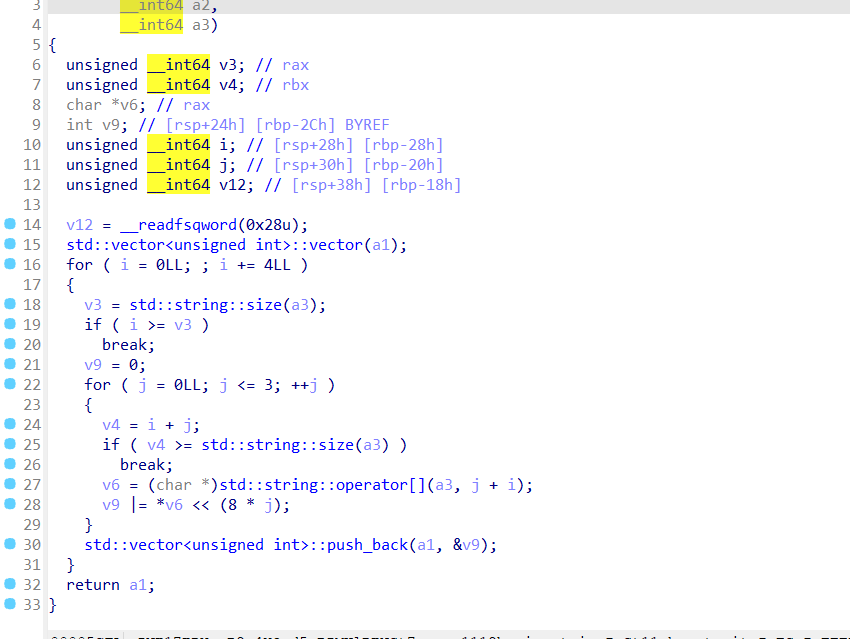 3 __int64 a2,
4 __int64 a3)
5 {
6 unsigned __int64 v3; // rax
7 unsigned __int64 v4; // rbx
8 char *v6; // rax
9 int v9; // [rsp+24h] [rbp-2Ch] BYREF
10 unsigned __int64 i; // [rsp+28h] [rbp-28h]
11 unsigned __int64 j; // [rsp+30h] [rbp-20h]
12 unsigned __int64 v12; // [rsp+38h] [rbp-18h]
13
14 v12 = __readfsqword(0x28u);
15 std::vector<unsigned int>::vector(a1);
16 for ( i = 0LL; ; i += 4LL )
17 {
18 v3 = std::string::size(a3);
19 if ( i >= v3 )
20 break;
21 v9 = 0;
22 for ( j = 0LL; j <= 3; ++j )
23 {
24 v4 = i + j;
25 if ( v4 >= std::string::size(a3) )
26 break;
27 v6 = (char *)std::string::operator[](a3, j + i);
28 v9 |= *v6 << (8 * j);
29 }
30 std::vector<unsigned int>::push_back(a1, &v9);
31 }
32 return a1;
33 }